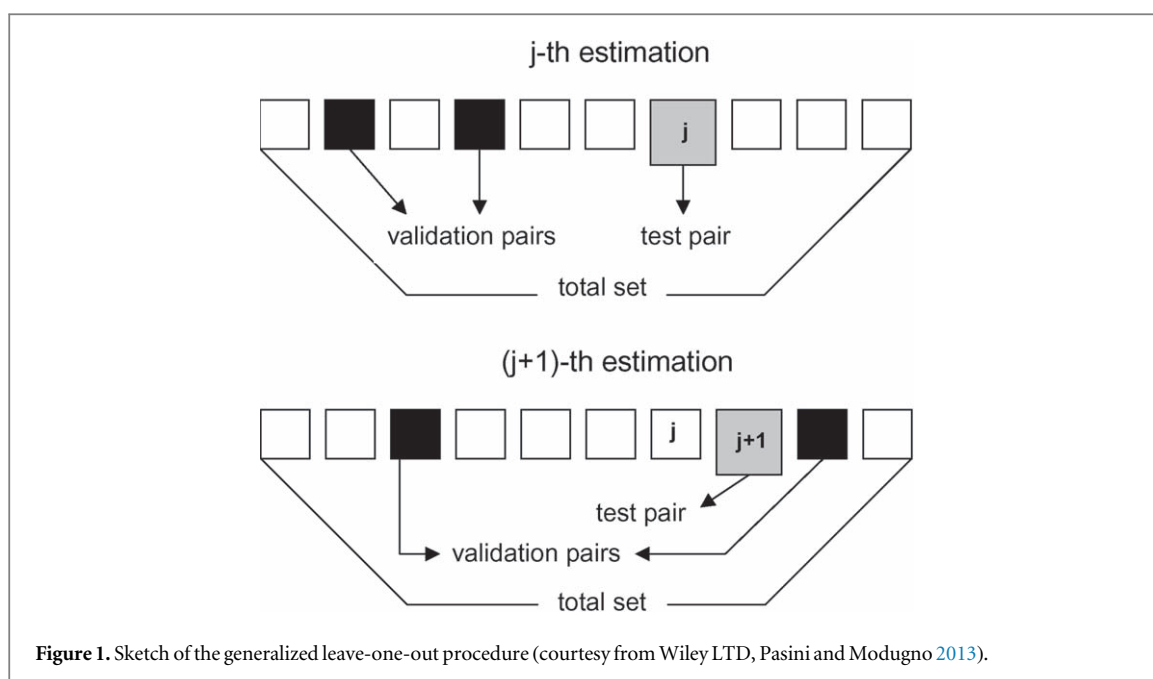 j-th estimation
j
validation pairs
test pair
total set
(j+1)-th estimation
j
j+1
test pair
validation pairs
total set
Figure 1. Sketch of the generalized leave-one-out procedure (courtesy from Wiley LTD, Pasini and Modugno 2013).